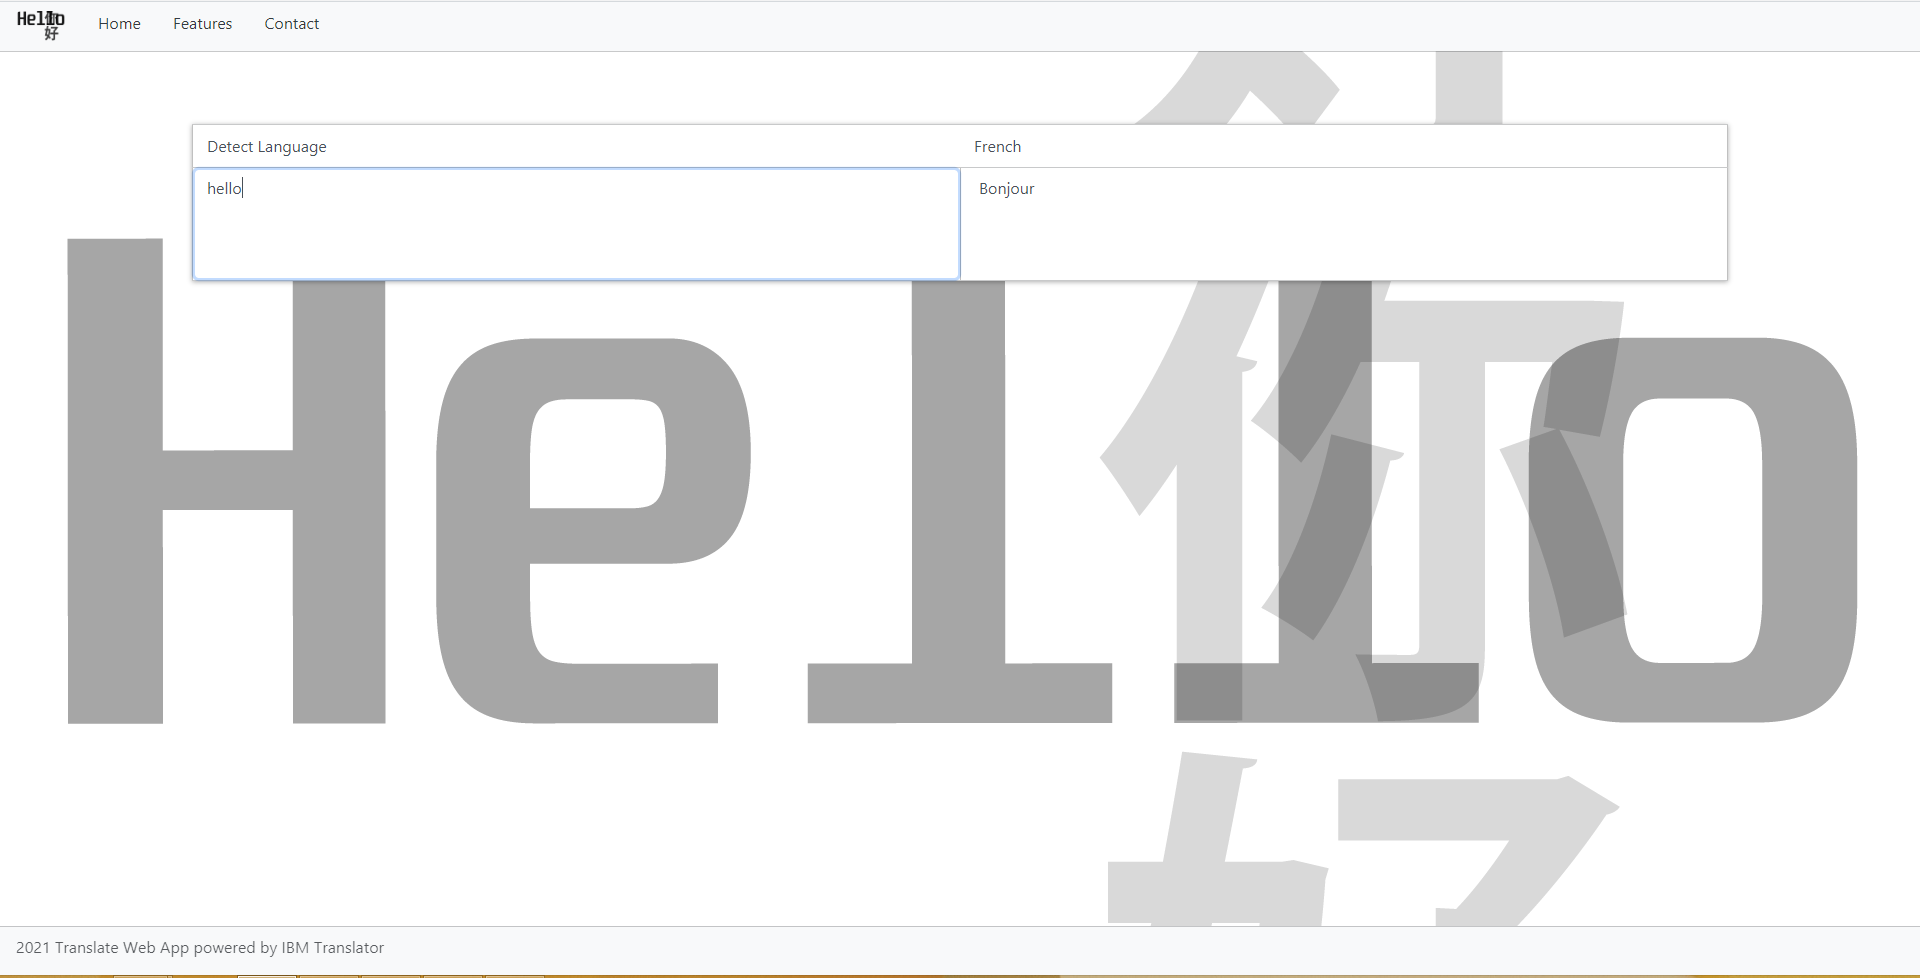 Hello 你好 Home Features Contact
Detect Language French
hello Bonjour
Hello
你好
2021 Translate Web App powered by IBM Translator